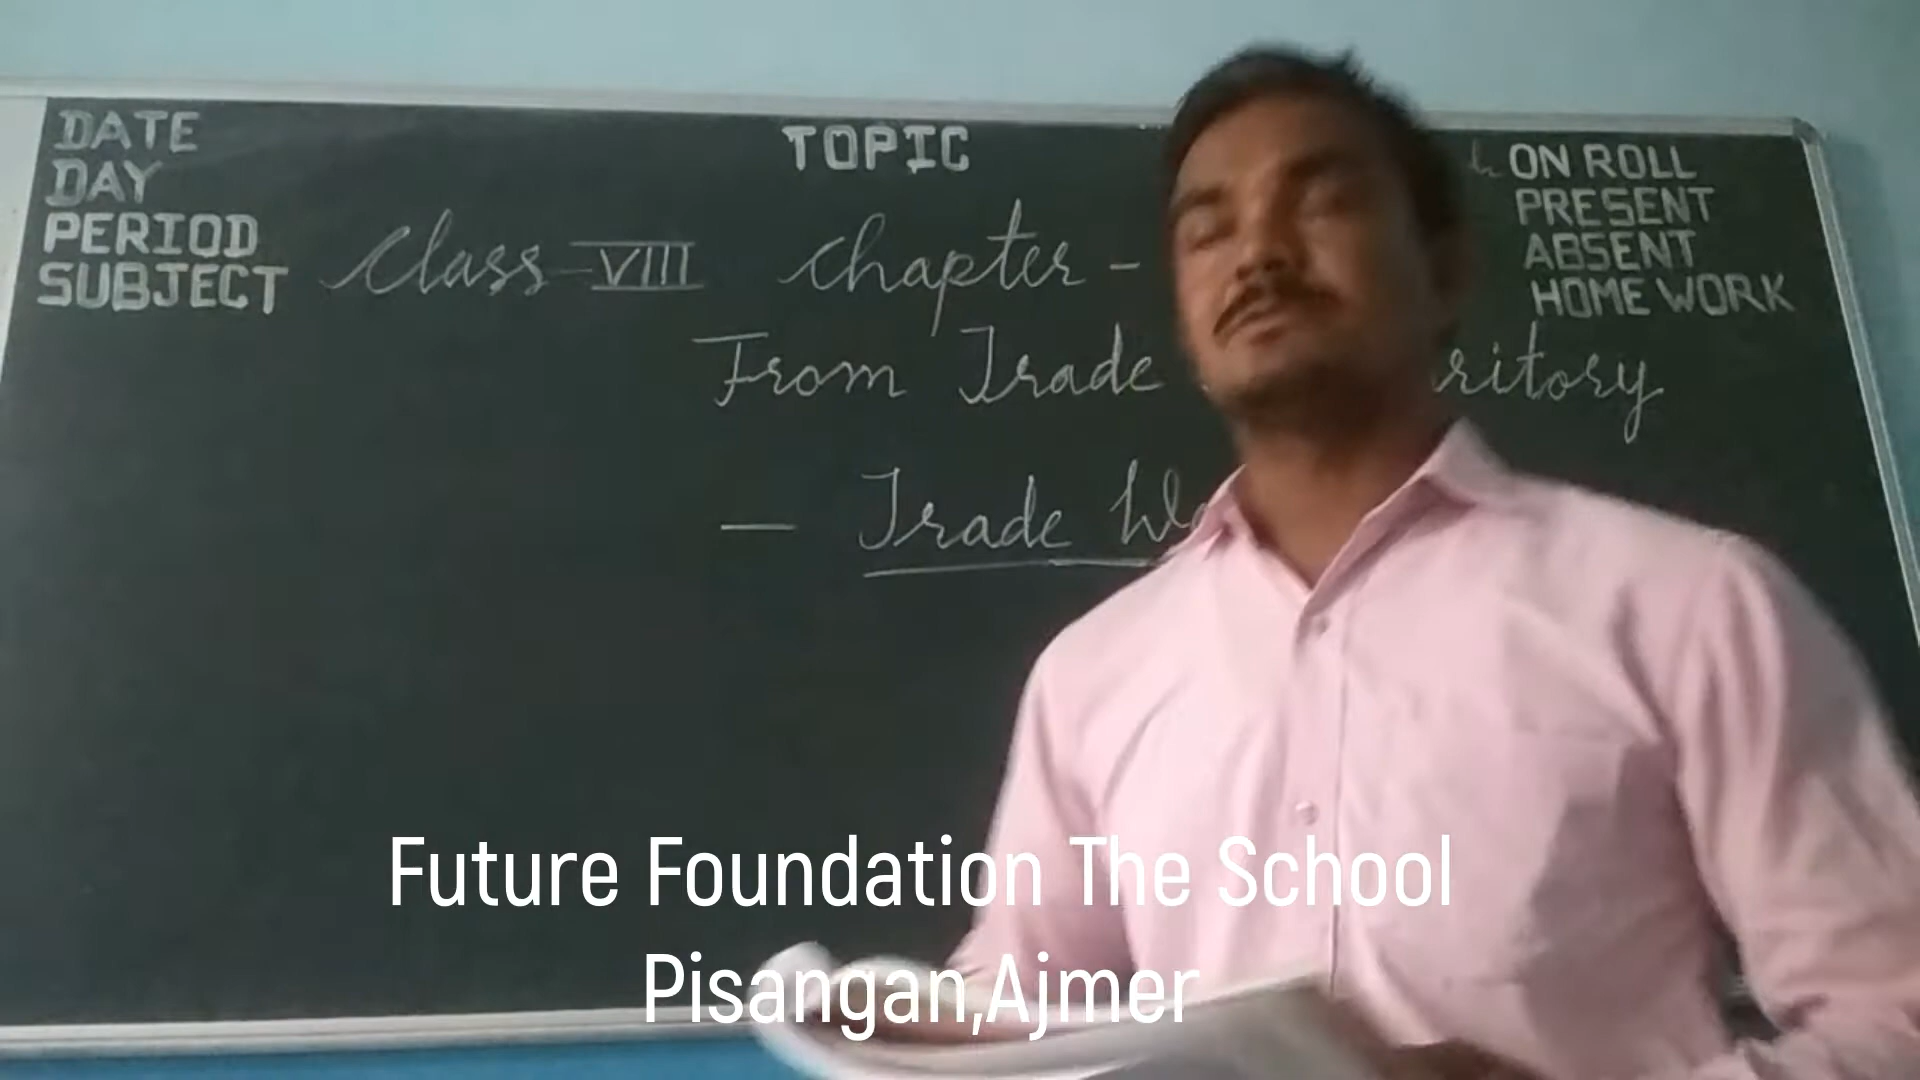 DATE
DAY
PERIOD
SUBJECT
TOPIC
ON ROLL
PRESENT
ABSENT
HOME WORK
Class-VIII Chapter -
From Trade ritory
— Trade
Future Foundation The School
Pisangan,Ajmer